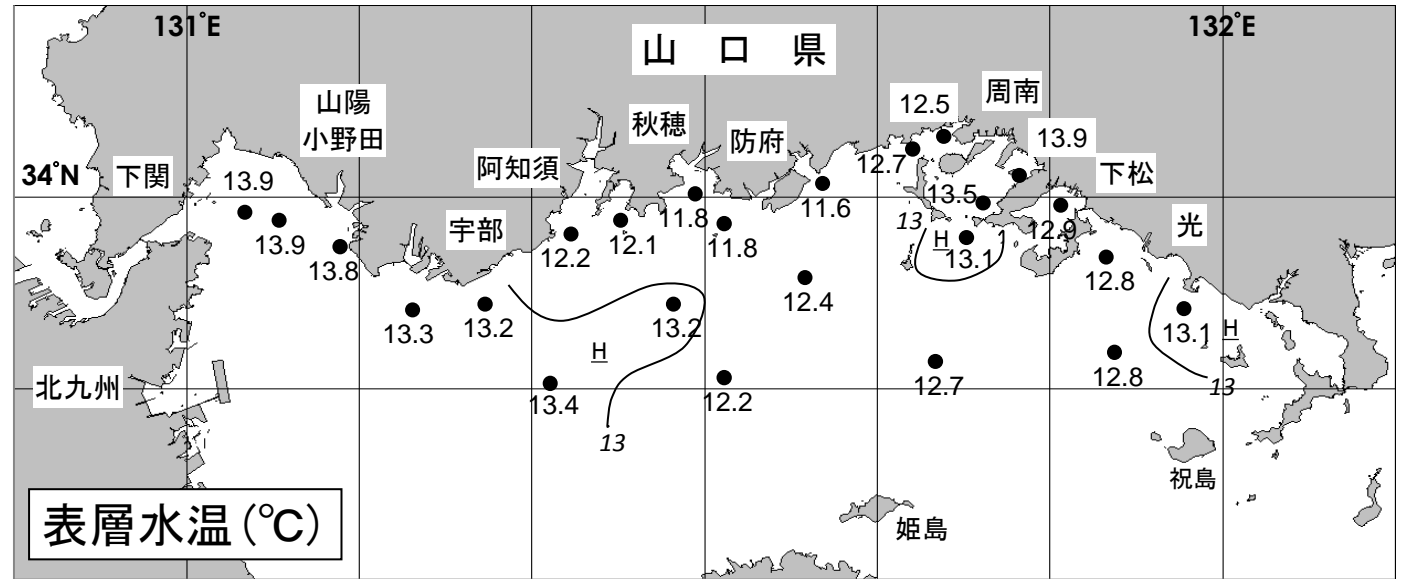 131°E
132°E
山口県
山陽
小野田
秋穂
防府
12.5
周南
13.9
下松
34°N
下関
13.9
阿知須
宇部
12.7
13.5
光
13.9
13.8
12.2
12.1
11.8
11.8
11.6
13
H
13.1
12.9
12.8
12.4
13.3
13.2
13.2
H
13.1
H
北九州
13.4
12.2
12.7
12.8
13
13
祝島
姫島
表層水温(℃)